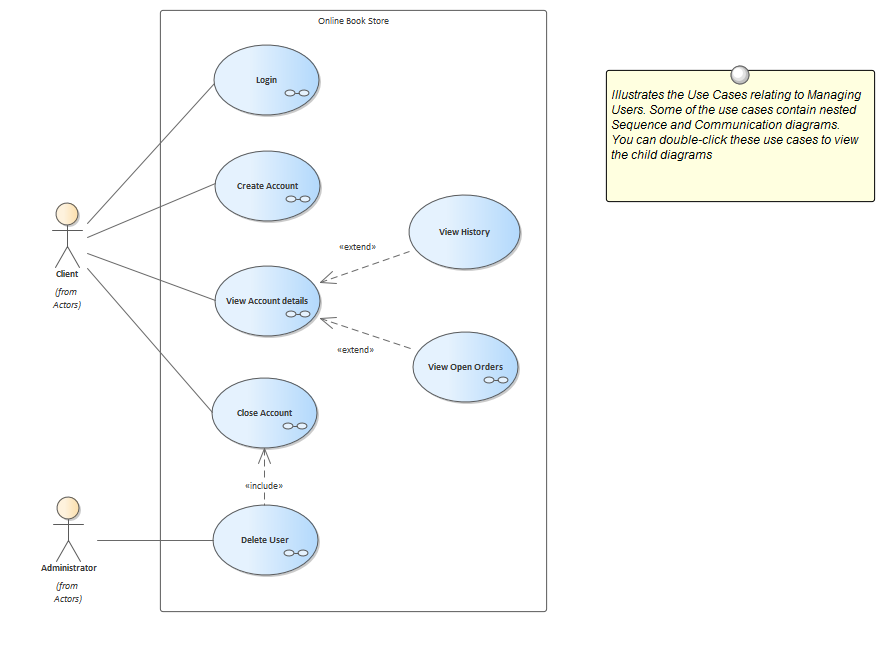 Online Book Store
Login
Create Account
View History
«extend»
Client
(from
Actors)
View Account details
«extend»
View Open Orders
Close Account
«include»
Delete User
Administrator
(from
Actors)
Illustrates the Use Cases relating to Managing
Users. Some of the use cases contain nested
Sequence and Communication diagrams.
You can double-click these use cases to view
the child diagrams